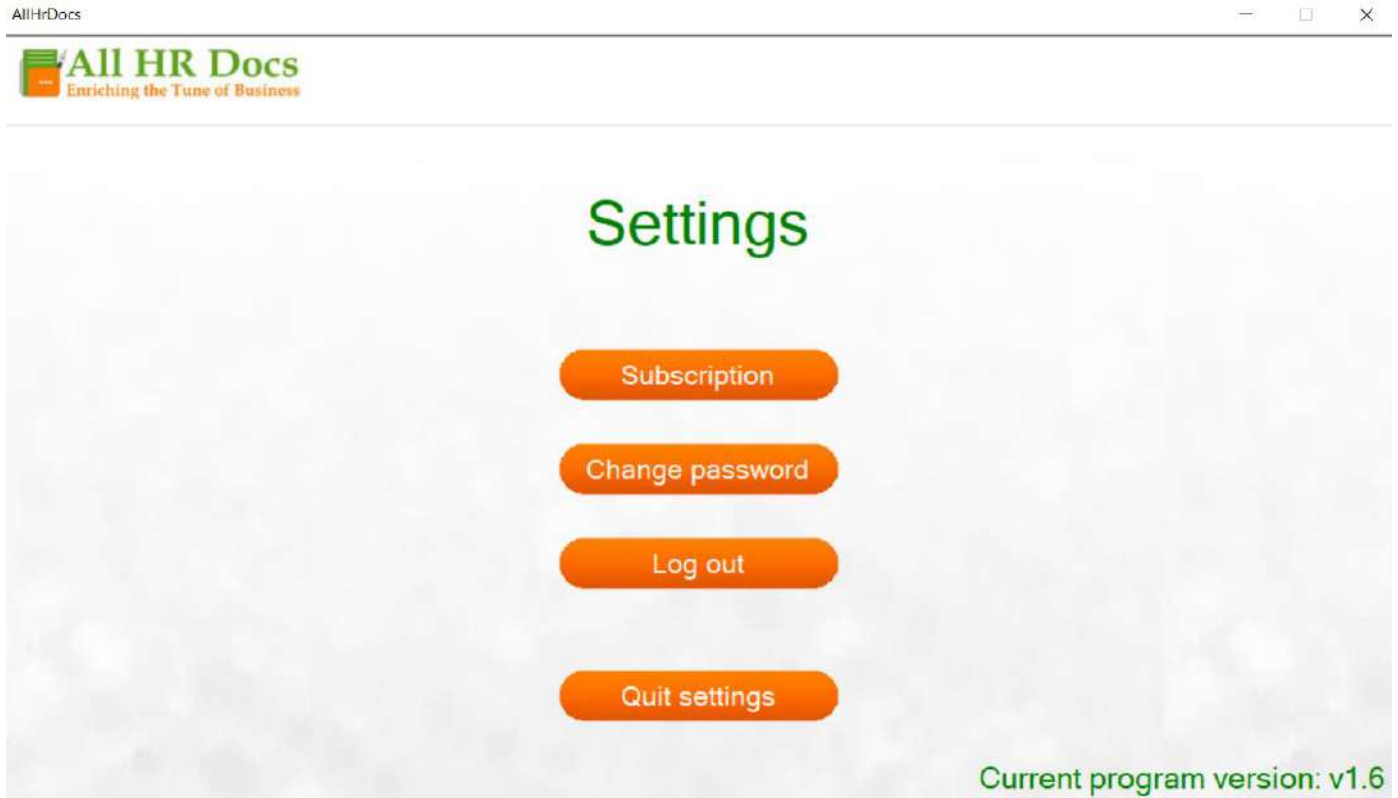 AllHrDocs
All HR Docs
Enriching the Tune of Business
Settings
Subscription
Change password
Log out
Quit settings
Current program version: v1.6